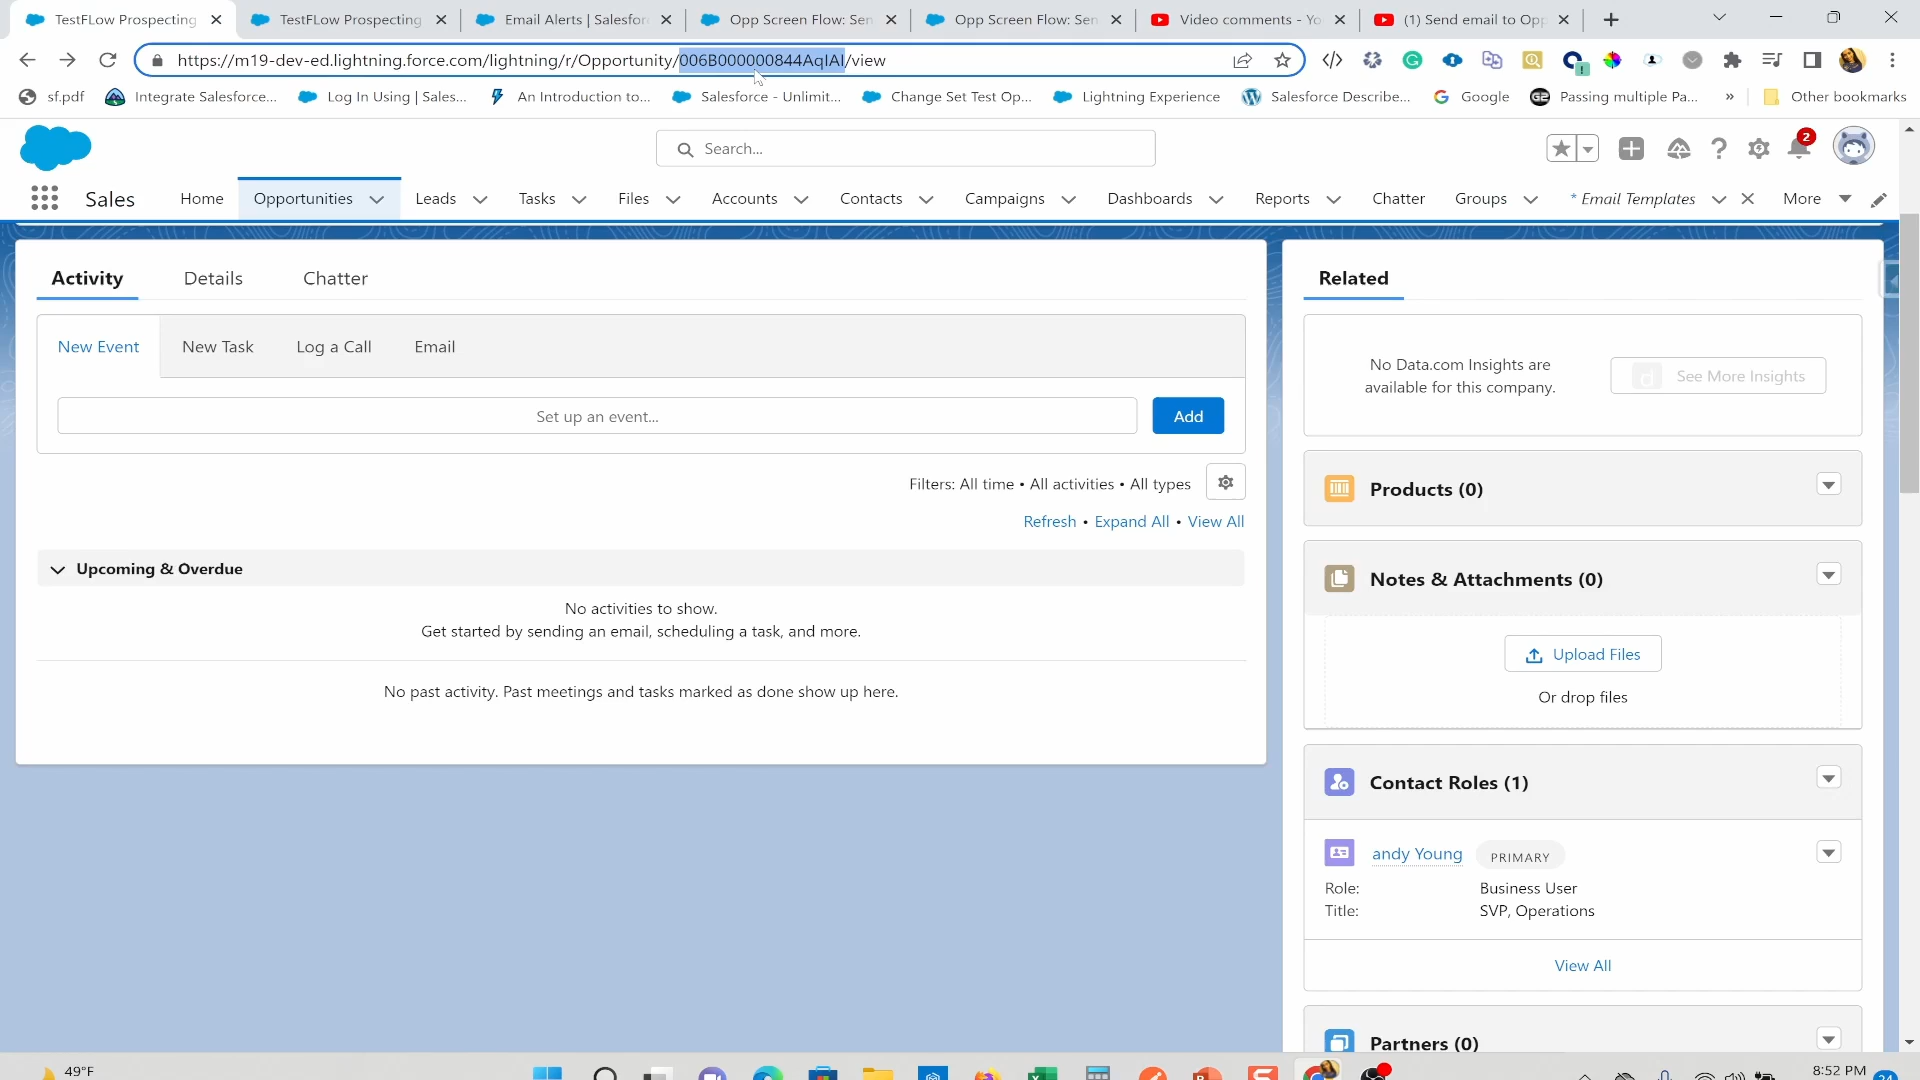 TestFLow Prospecting
TestFLow Prospecting
Email Alerts | Salesfor
Opp Screen Flow: Sen
Opp Screen Flow: Sen
Video comments - Yo
(1) Send email to Opp
https://m19-dev-ed.lightning.force.com/lightning/r/Opportunity/006B000000844AqIAI/view
sf.pdf
Integrate Salesforce...
Log In Using | Sales...
An Introduction to...
Salesforce - Unlimit...
Change Set Test Op...
Lightning Experience
Salesforce Describe...
Google
Passing multiple Pa...
»
Other bookmarks
Search...
2
Sales
Home
Opportunities
Leads
Tasks
Files
Accounts
Contacts
Campaigns
Dashboards
Reports
Chatter
Groups
* Email Templates
More
Activity
Details
Chatter
New Event
New Task
Log a Call
Email
Set up an event...
Add
Filters: All time • All activities • All types
Refresh • Expand All • View All
Upcoming & Overdue
No activities to show.
Get started by sending an email, scheduling a task, and more.
No past activity. Past meetings and tasks marked as done show up here.
Related
No Data.com Insights are
available for this company.
d
See More Insights
Products (0)
Notes & Attachments (0)
Upload Files
Or drop files
Contact Roles (1)
andy Young
PRIMARY
Role:
Business User
Title:
SVP, Operations
View All
Partners (0)
49°F
8:52 PM
24